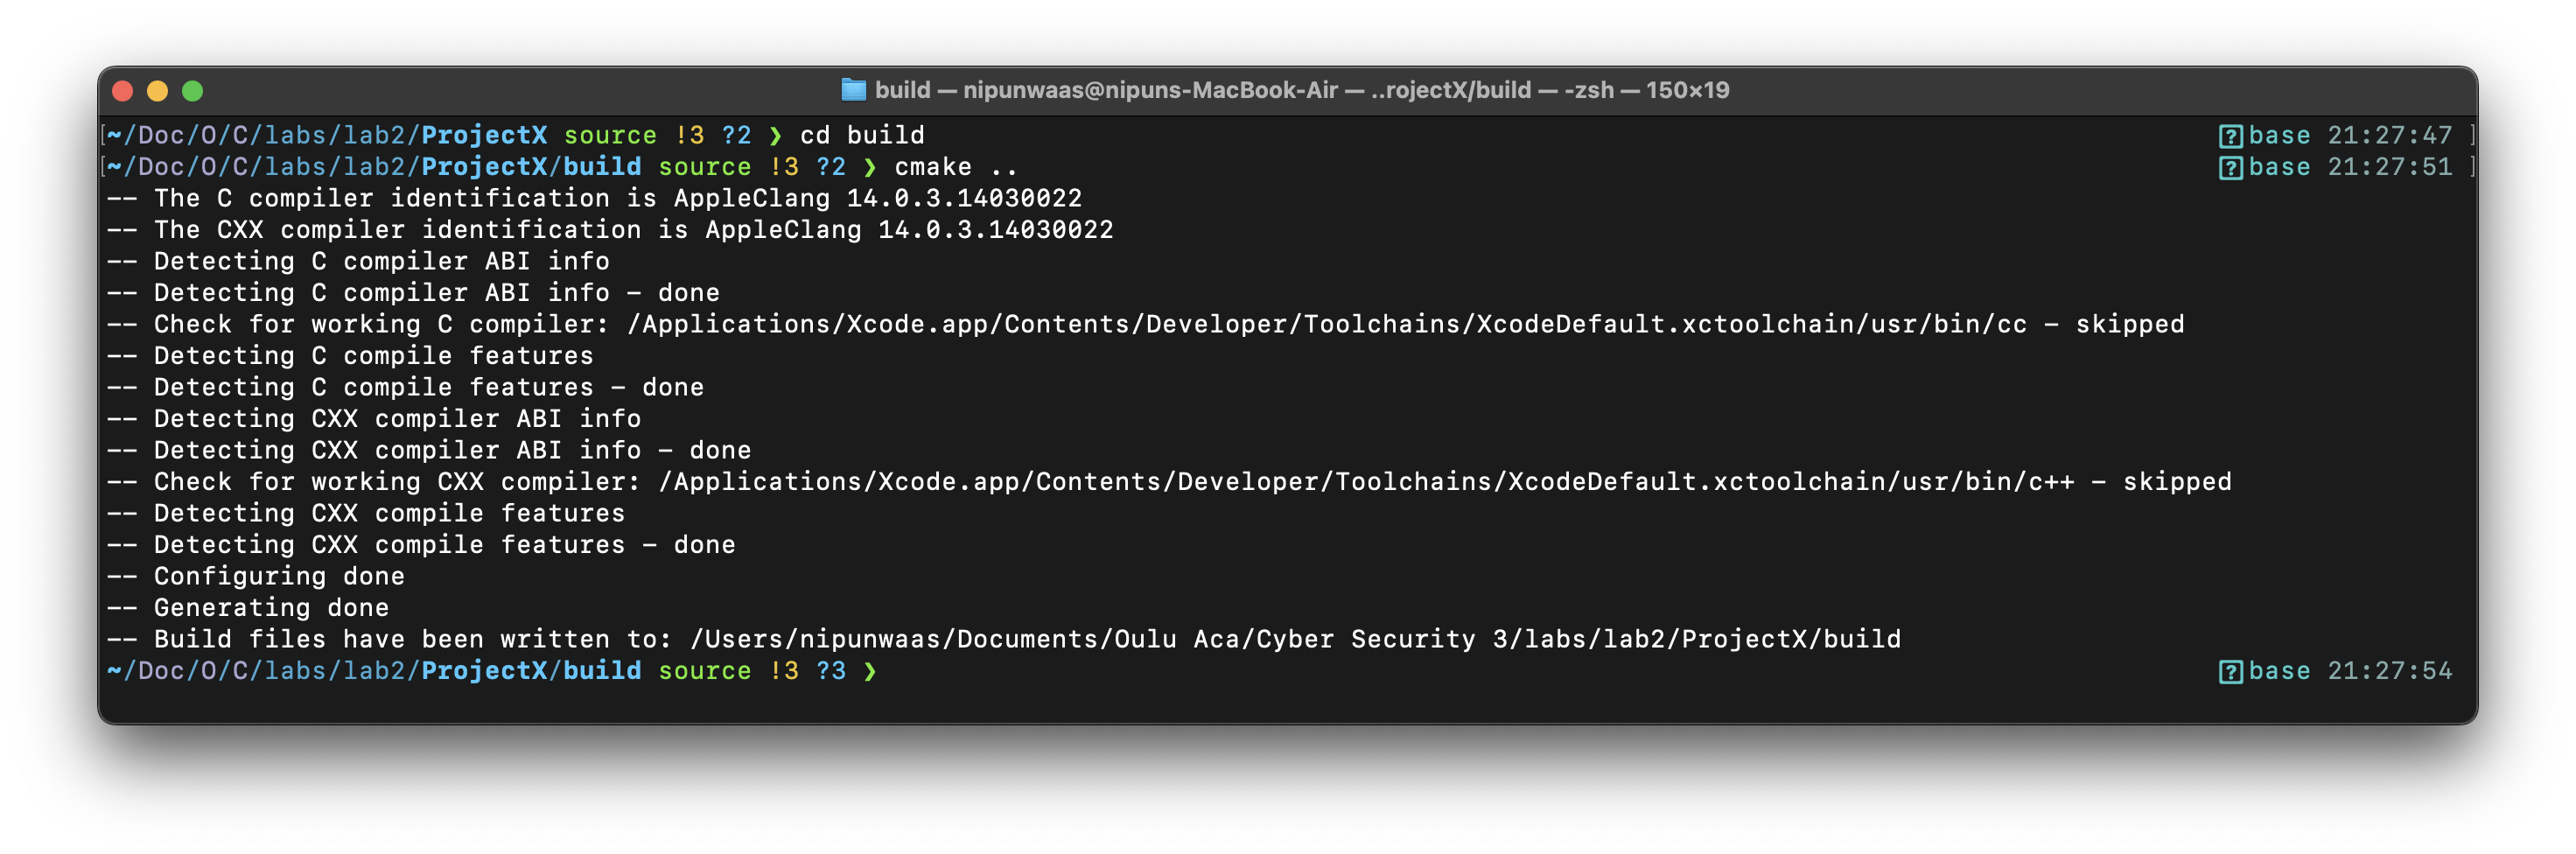 build — nipunwaas@nipuns-MacBook-Air — ..rojectX/build — -zsh — 150×19
[~/Doc/O/C/labs/lab2/ProjectX source !3 ?2 ❯ cd build ?base 21:27:47 ]
[~/Doc/O/C/labs/lab2/ProjectX/build source !3 ?2 ❯ cmake .. ?base 21:27:51 ]
-- The C compiler identification is AppleClang 14.0.3.14030022
-- The CXX compiler identification is AppleClang 14.0.3.14030022
-- Detecting C compiler ABI info
-- Detecting C compiler ABI info - done
-- Check for working C compiler: /Applications/Xcode.app/Contents/Developer/Toolchains/XcodeDefault.xctoolchain/usr/bin/cc - skipped
-- Detecting C compile features
-- Detecting C compile features - done
-- Detecting CXX compiler ABI info
-- Detecting CXX compiler ABI info - done
-- Check for working CXX compiler: /Applications/Xcode.app/Contents/Developer/Toolchains/XcodeDefault.xctoolchain/usr/bin/c++ - skipped
-- Detecting CXX compile features
-- Detecting CXX compile features - done
-- Configuring done
-- Generating done
-- Build files have been written to: /Users/nipunwaas/Documents/Oulu Aca/Cyber Security 3/labs/lab2/ProjectX/build
~/Doc/O/C/labs/lab2/ProjectX/build source !3 ?3 ❯ ?base 21:27:54